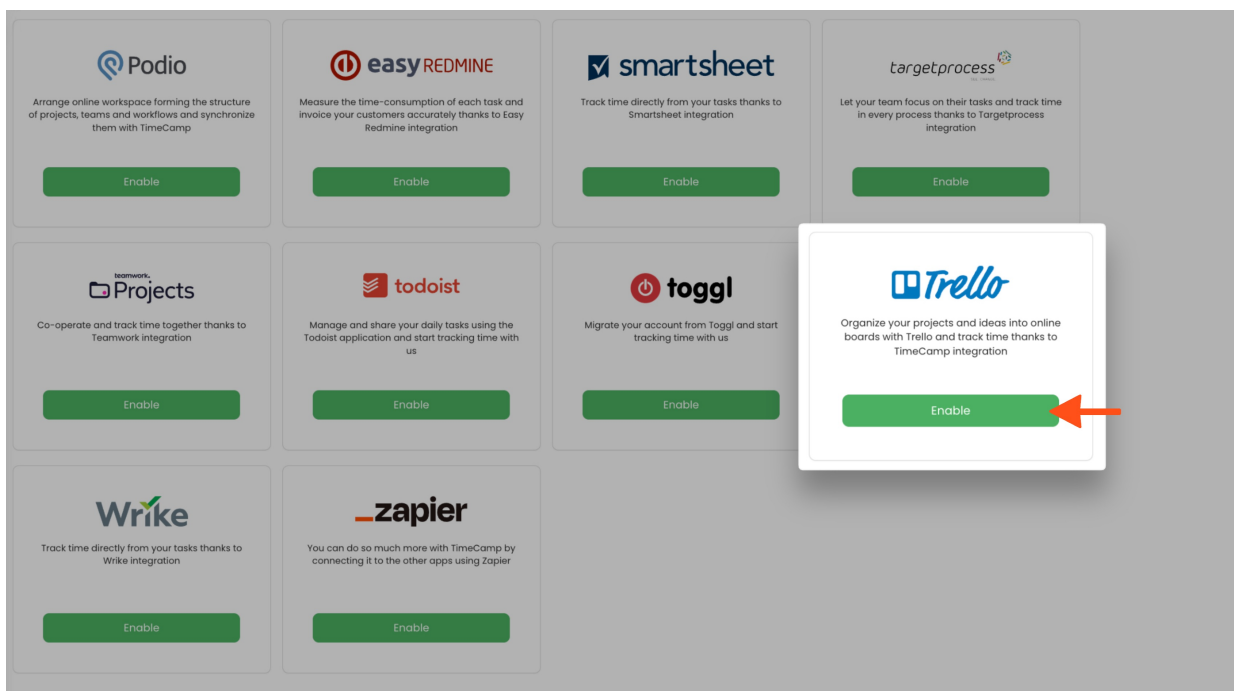 Podio
Arrange online workspace forming the structure
of projects, teams and workflows and synchronize
them with TimeCamp
Enable
easy REDMINE
Measure the time-consumption of each task and
invoice your customers accurately thanks to Easy
Redmine integration
Enable
smartsheet
Track time directly from your tasks thanks to
Smartsheet integration
Enable
targetprocess
Let your team focus on their tasks and track time
in every process thanks to Targetprocess
integration
Enable
teamwork.
Projects
Co-operate and track time together thanks to
Teamwork integration
Enable
todoist
Manage and share your daily tasks using the
Todoist application and start tracking time with
us
Enable
toggl
Migrate your account from Toggl and start
tracking time with us
Enable
Trello
Organize your projects and ideas into online
boards with Trello and track time thanks to
TimeCamp integration
Enable
Wrike
Track time directly from your tasks thanks to
Wrike integration
Enable
zapier
You can do so much more with TimeCamp by
connecting it to the other apps using Zapier
Enable